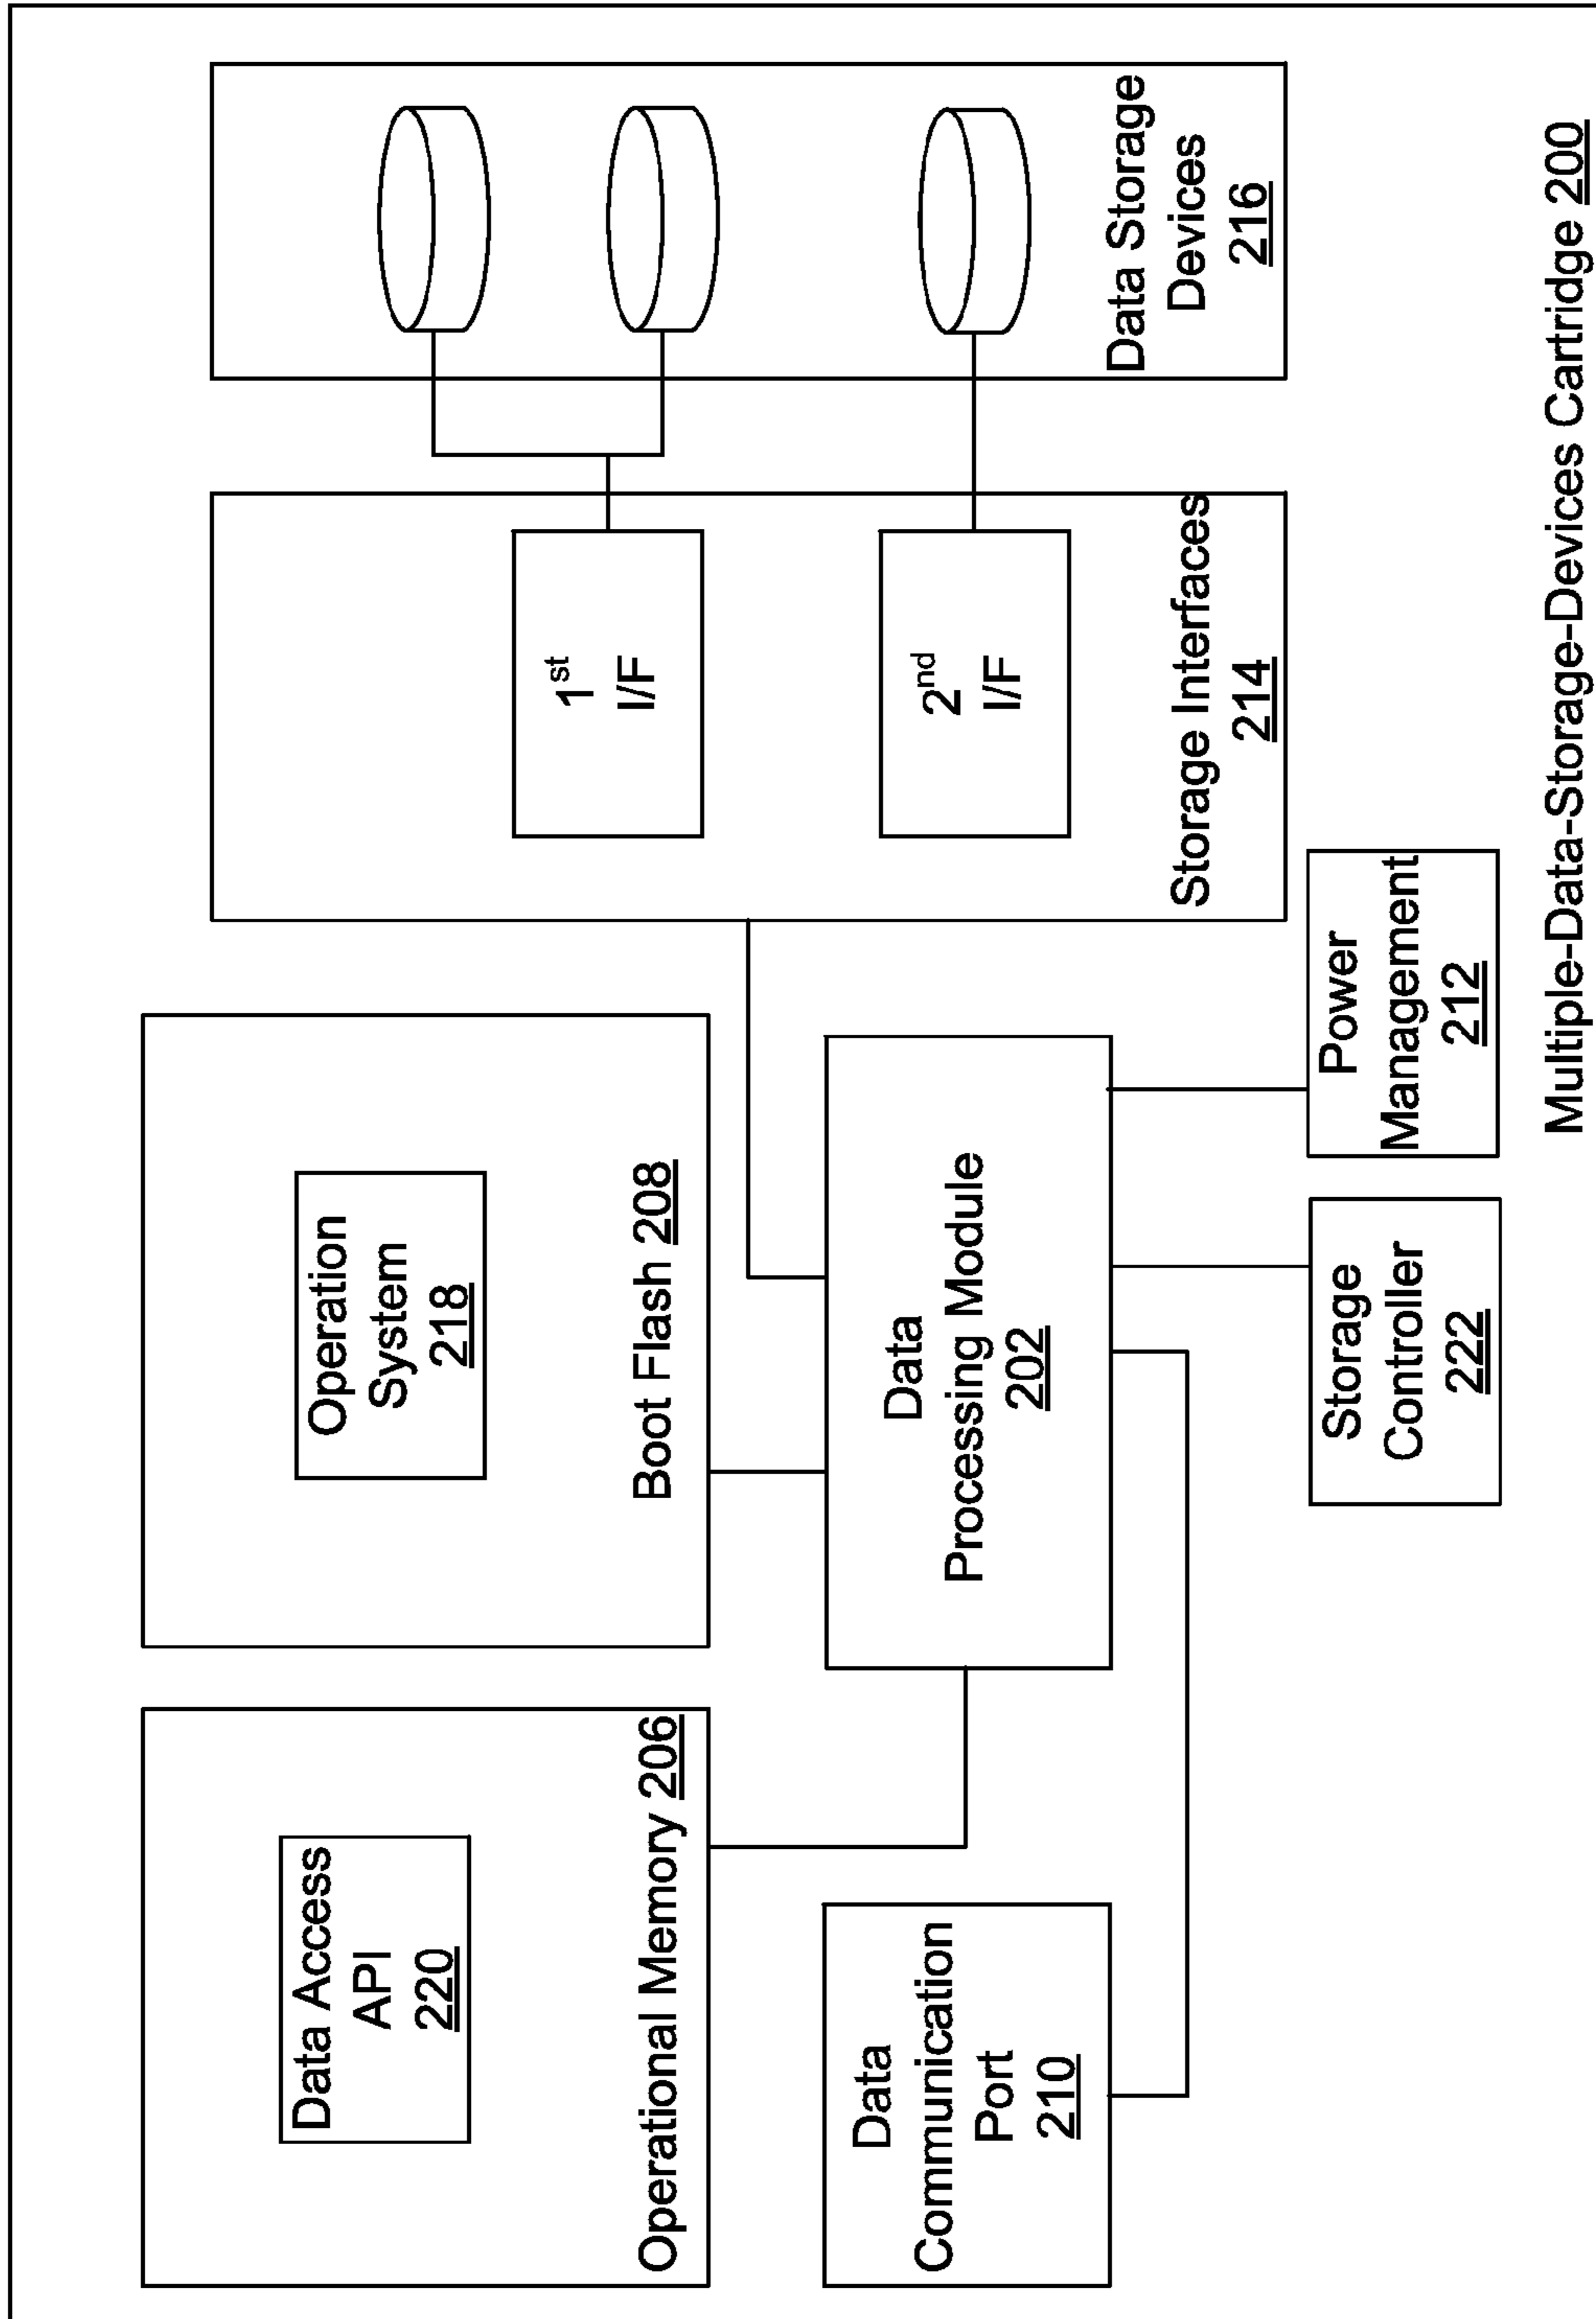 Data Access
API
220
Operational Memory 206
Operation
System
218
Boot Flash 208
1st
I/F
2nd
I/F
Storage Interfaces
214
Data Storage
Devices
216
Data
Communication
Port
210
Data
Processing Module
202
Storage
Controller
222
Power
Management
212
Multiple-Data-Storage-Devices Cartridge 200